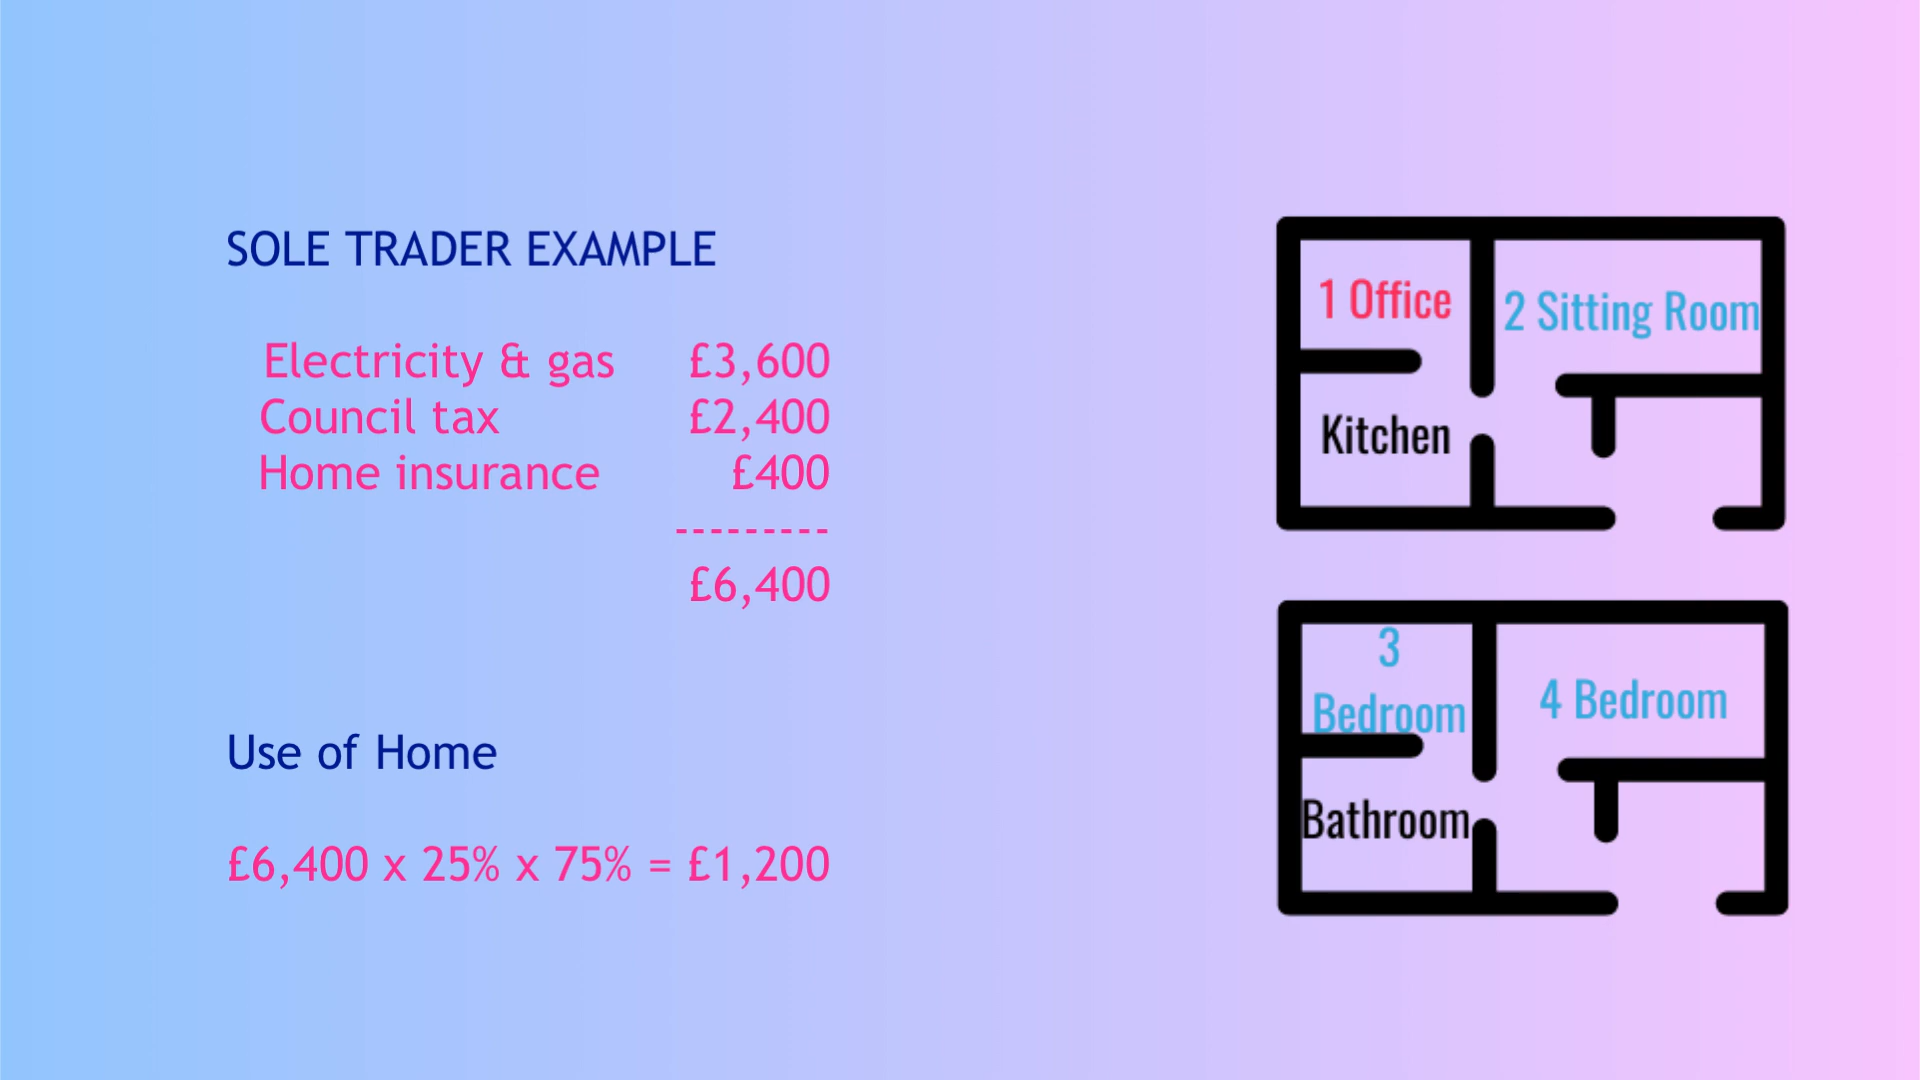 SOLE TRADER EXAMPLE
Electricity & gas £3,600
Council tax £2,400
Home insurance £400
---------
£6,400
Use of Home
£6,400 x 25% x 75% = £1,200
1 Office
2 Sitting Room
Kitchen
3
Bedroom
4 Bedroom
Bathroom